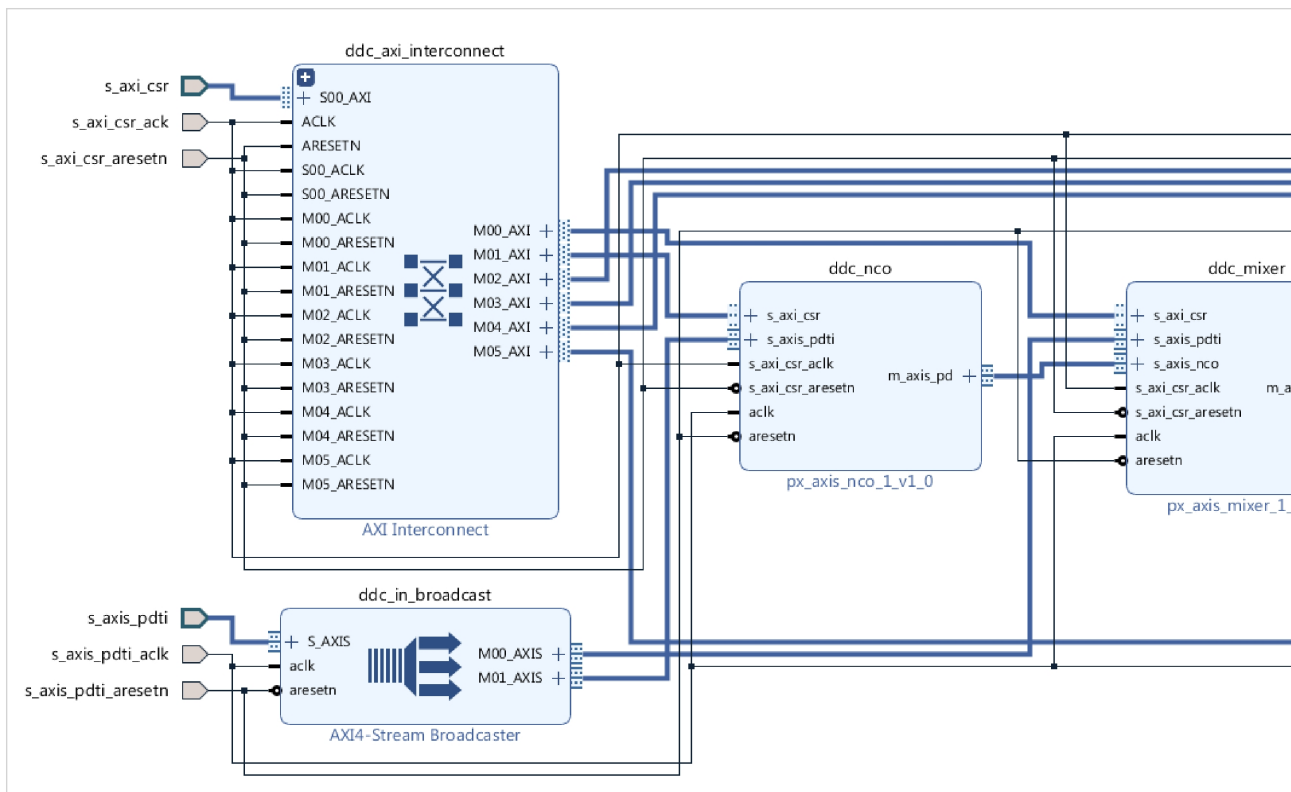 ddc_axi_interconnect
s_axi_csr
s_axi_csr_ack
s_axi_csr_aresetn
S00_AXI
ACLK
ARESETN
S00_ACLK
S00_ARESETN
M00_ACLK
M00_ARESETN
M01_ACLK
M01_ARESETN
M02_ACLK
M02_ARESETN
M03_ACLK
M03_ARESETN
M04_ACLK
M04_ARESETN
M05_ACLK
M05_ARESETN
M00_AXI
M01_AXI
M02_AXI
M03_AXI
M04_AXI
M05_AXI
AXI Interconnect
ddc_nco
s_axi_csr
s_axis_pdti
s_axi_csr_aclk
s_axi_csr_aresetn
aclk
aresetn
m_axis_pd
px_axis_nco_1_v1_0
ddc_mixer
s_axi_csr
s_axis_pdti
s_axis_nco
s_axi_csr_aclk
s_axi_csr_aresetn
aclk
aresetn
m_a
px_axis_mixer_1_
ddc_in_broadcast
s_axis_pdti
s_axis_pdti_aclk
s_axis_pdti_aresetn
S_AXIS
aclk
aresetn
M00_AXIS
M01_AXIS
AXI4-Stream Broadcaster